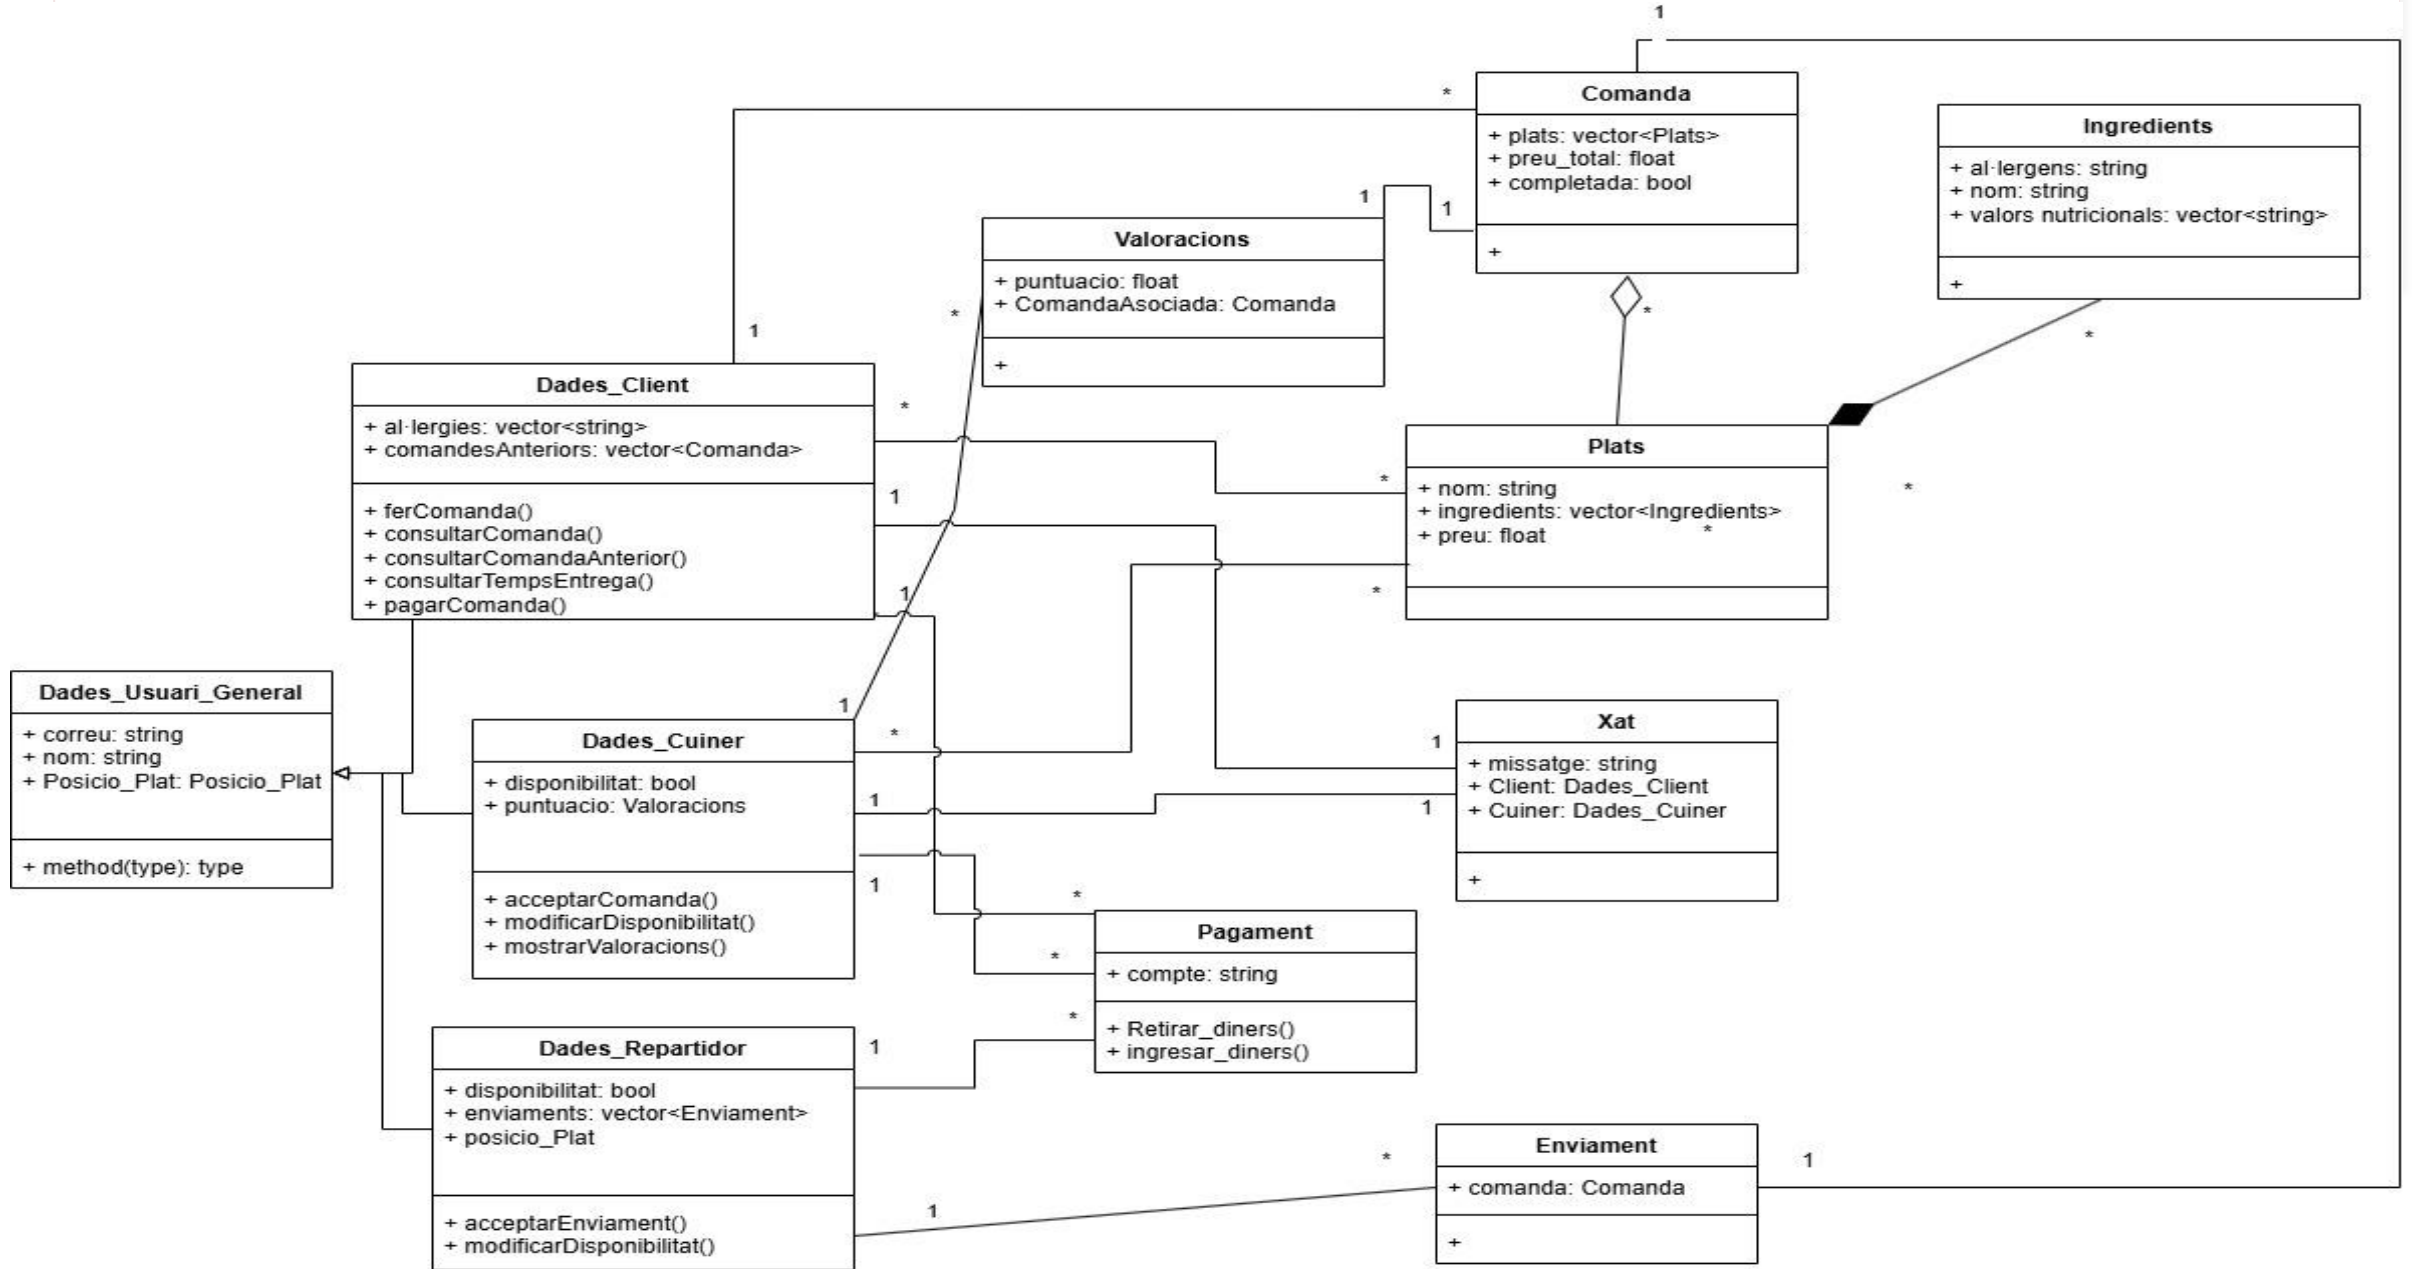 1
*
Comanda
+ plats: vector<Plats>
+ preu_total: float
+ completada: bool
+
Ingredients
+ al·lergens: string
+ nom: string
+ valors nutricionals: vector<string>
+
1
1
Valoracions
+ puntuacio: float
+ ComandaAsociada: Comanda
+
*
*
*
1
Dades_Client
+ al·lergies: vector<string>
+ comandesAnteriors: vector<Comanda>
+ ferComanda()
+ consultarComanda()
+ consultarComandaAnterior()
+ consultarTempsEntrega()
+ pagarComanda()
*
1
1
*
*
Plats
+ nom: string
+ ingredients: vector<Ingredients>
*
+ preu: float
*
Dades_Usuari_General
+ correu: string
+ nom: string
+ Posicio_Plat: Posicio_Plat
+ method(type): type
1
Dades_Cuiner
+ disponibilitat: bool
+ puntuacio: Valoracions
+ acceptarComanda()
+ modificarDisponibilitat()
+ mostrarValoracions()
*
1
1
1
1
Xat
+ missatge: string
+ Client: Dades_Client
+ Cuiner: Dades_Cuiner
+
*
*
*
Pagament
+ compte: string
+ Retirar_diners()
+ ingresar_diners()
Dades_Repartidor
+ disponibilitat: bool
+ enviaments: vector<Enviament>
+ posicio_Plat
+ acceptarEnviament()
+ modificarDisponibilitat()
1
1
*
Enviament
+ comanda: Comanda
+
1